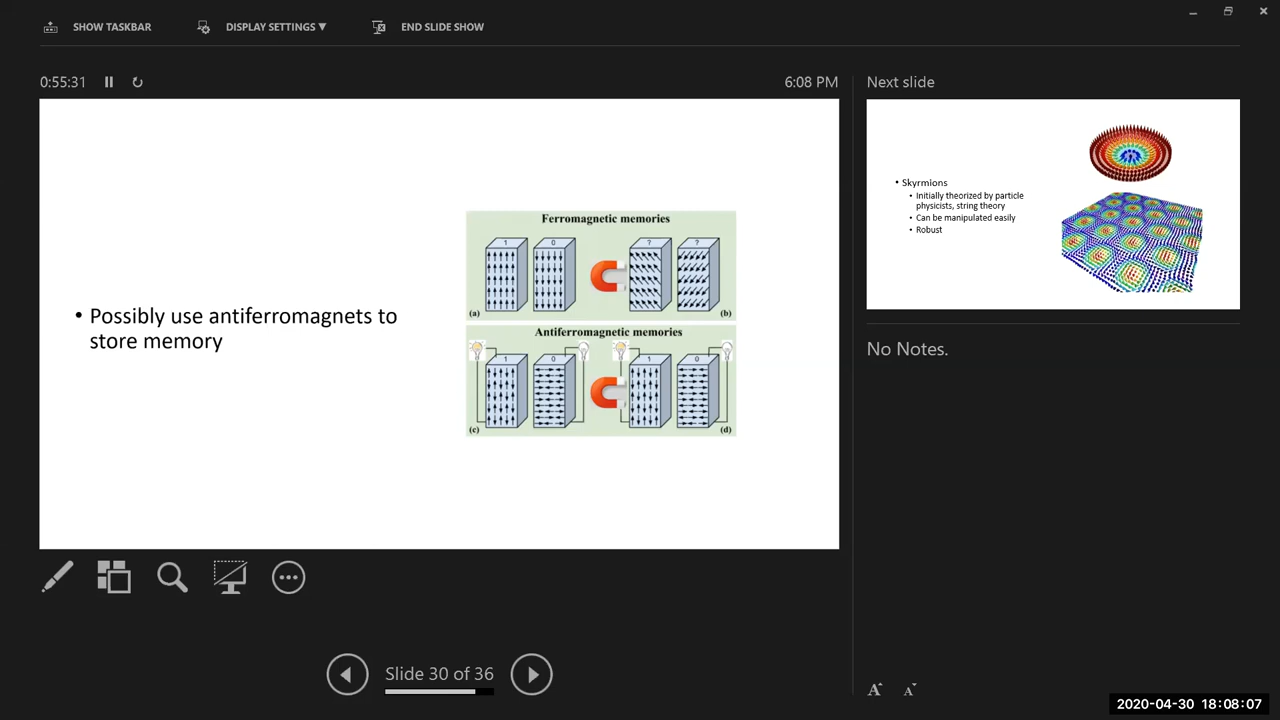 SHOW TASKBAR
DISPLAY SETTINGS ▼
END SLIDE SHOW
0:55:31
6:08 PM
• Possibly use antiferromagnets to
store memory
Ferromagnetic memories
1 0 ? ?
(a) (b)
Antiferromagnetic memories
1 0 1 0
(c) (d)
Next slide
• Skyrmions
• Initially theorized by particle
physicists, string theory
• Can be manipulated easily
• Robust
No Notes.
Slide 30 of 36
A A
2020-04-30 18:08:07